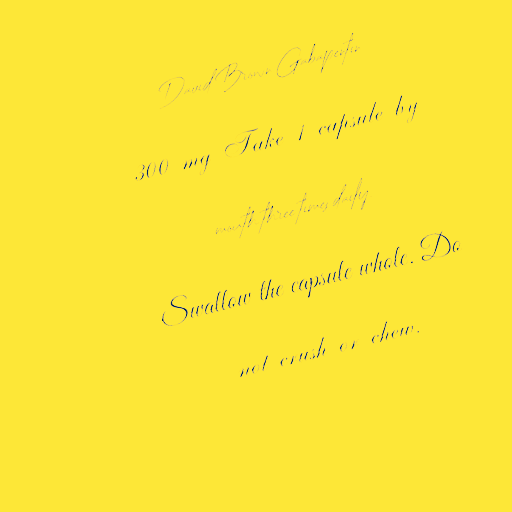 David Brown Gabapentin
300 mg Take 1 capsule by
mouth three times daily
Swallow the capsule whole. Do
not crush or chew.